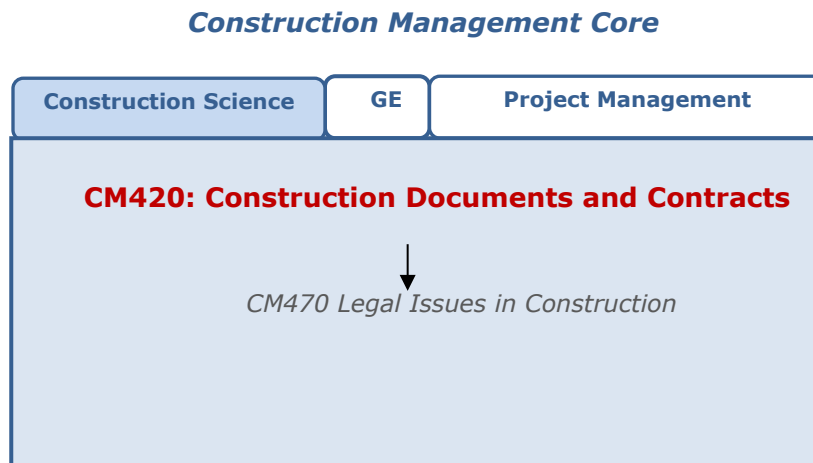 Construction Management Core
Construction Science GE Project Management
CM420: Construction Documents and Contracts
CM470 Legal Issues in Construction